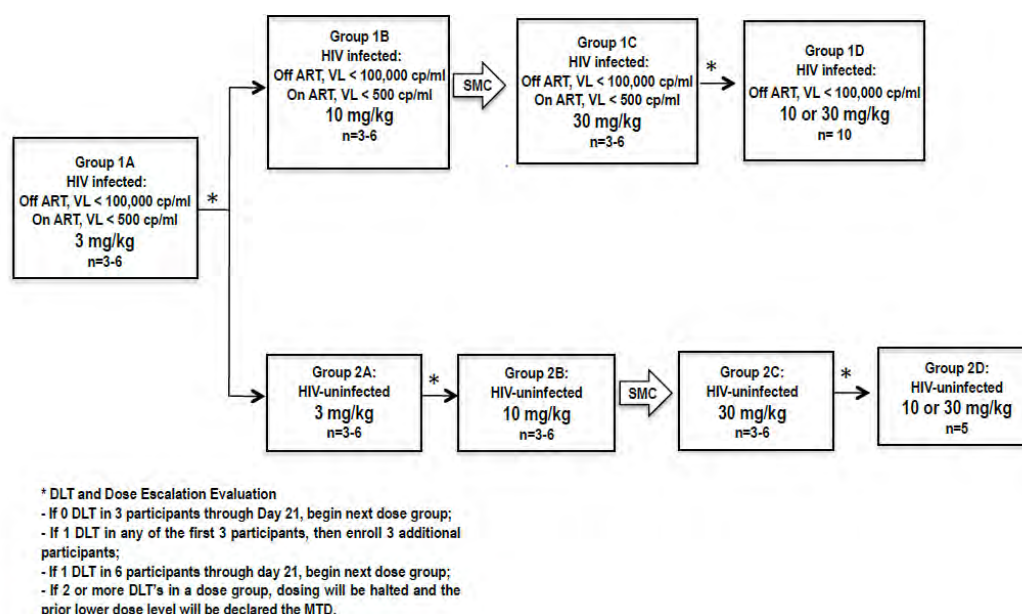 Group 1A
HIV infected:
Off ART, VL < 100,000 cp/ml
On ART, VL < 500 cp/ml
3 mg/kg
n=3-6
*
Group 1B
HIV infected:
Off ART, VL < 100,000 cp/ml
On ART, VL < 500 cp/ml
10 mg/kg
n=3-6
SMC
Group 1C
HIV infected:
Off ART, VL < 100,000 cp/ml
On ART, VL < 500 cp/ml
30 mg/kg
n=3-6
*
Group 1D
HIV infected:
Off ART, VL < 100,000 cp/ml
10 or 30 mg/kg
n= 10
Group 2A:
HIV-uninfected
3 mg/kg
n=3-6
*
Group 2B:
HIV-uninfected
10 mg/kg
n=3-6
SMC
Group 2C:
HIV-uninfected
30 mg/kg
n=3-6
*
Group 2D:
HIV-uninfected
10 or 30 mg/kg
n=5
* DLT and Dose Escalation Evaluation
- If 0 DLT in 3 participants through Day 21, begin next dose group;
- If 1 DLT in any of the first 3 participants, then enroll 3 additional
participants;
- If 1 DLT in 6 participants through day 21, begin next dose group;
- If 2 or more DLT's in a dose group, dosing will be halted and the
prior lower dose level will be declared the MTD.